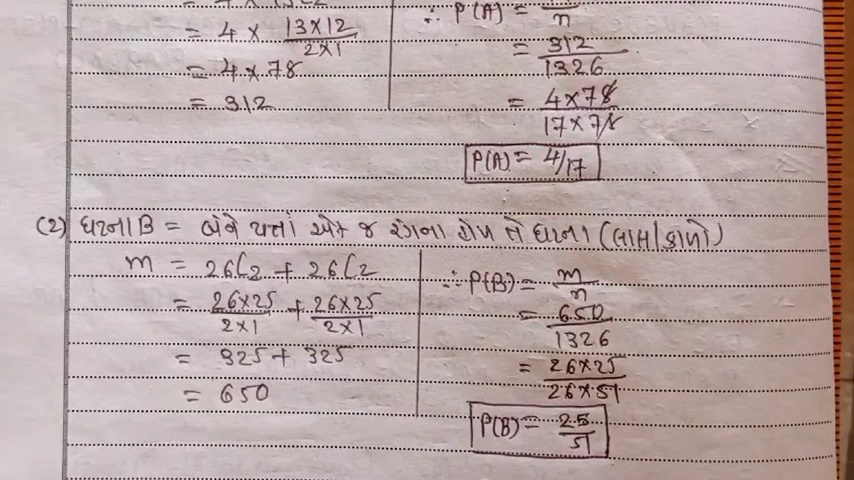 = 4 × 13C2
= 4 × 13×12/2×1
= 4 × 78
= 312
∴ P(A) = m/n
= 312/1326
= 4×78/17×78
P(A) = 4/17
(2) ઘટના B = બંને પત્તાં એક જ રંગના હોય તે ઘટના (લાલ/કાળો)
m = 26C2 + 26C2
= 26×25/2×1 + 26×25/2×1
= 325 + 325
= 650
∴ P(B) = m/n
= 650/1326
= 26×25/26×51
P(B) = 25/51